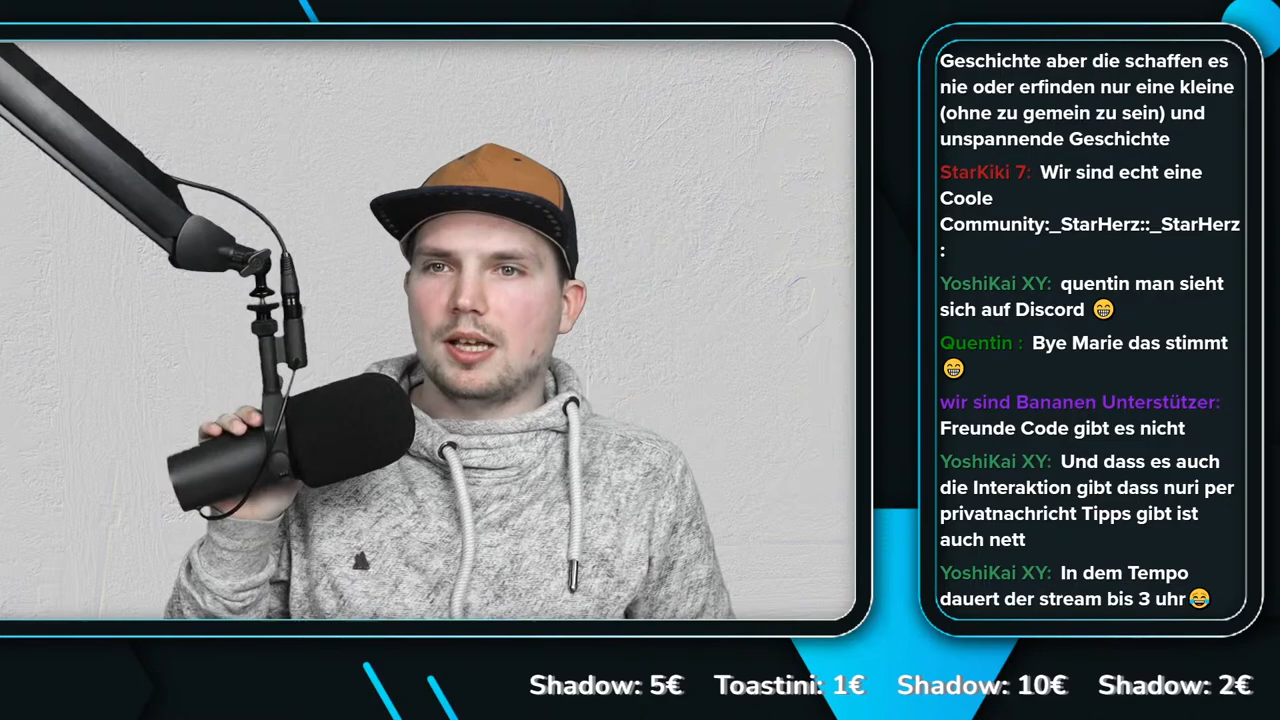 Geschichte aber die schaffen es
nie oder erfinden nur eine kleine
(ohne zu gemein zu sein) und
unspannende Geschichte
StarKiki 7: Wir sind echt eine
Coole
Community:_StarHerz::_StarHerz
:
YoshiKai XY: quentin man sieht
sich auf Discord 😁
Quentin : Bye Marie das stimmt
😁
wir sind Bananen Unterstützer:
Freunde Code gibt es nicht
YoshiKai XY: Und dass es auch
die Interaktion gibt dass nuri per
privatnachricht Tipps gibt ist
auch nett
YoshiKai XY: In dem Tempo
dauert der stream bis 3 uhr😂
Shadow: 5€ Toastini: 1€ Shadow: 10€ Shadow: 2€